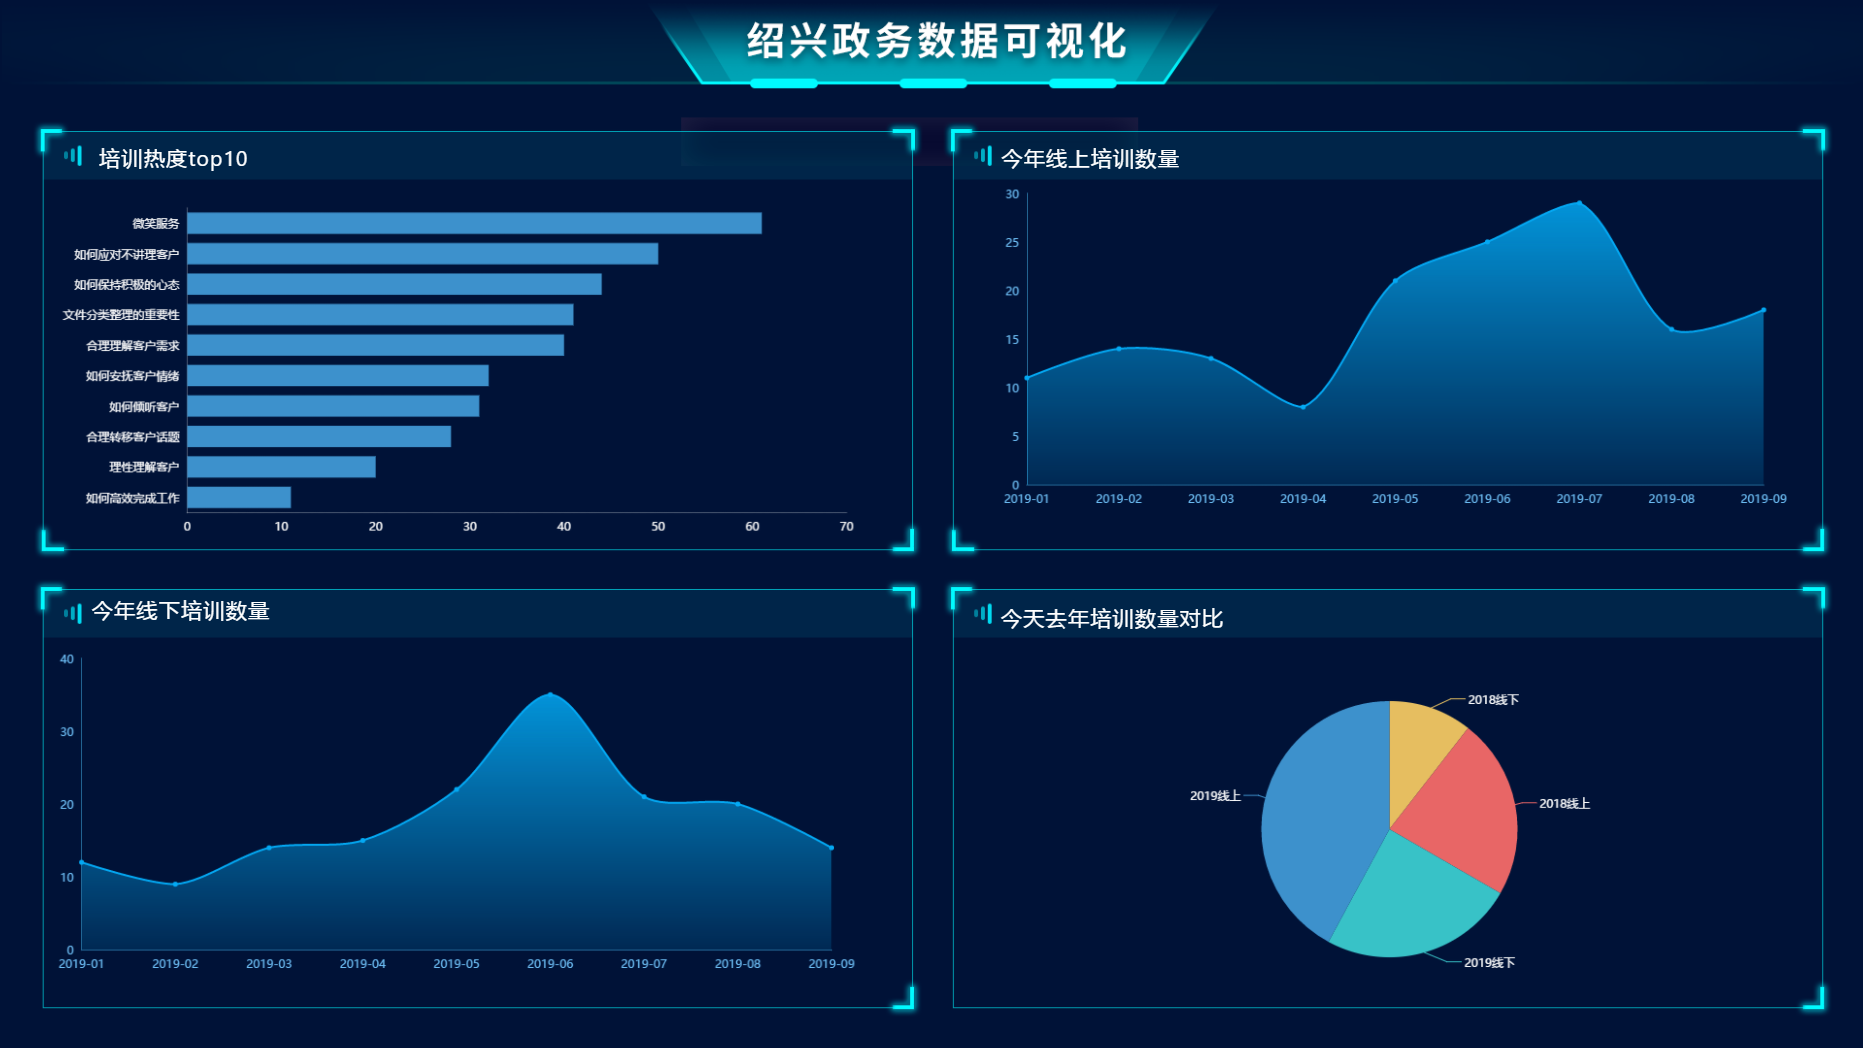 绍兴政务数据可视化
培训热度top10
微笑服务
如何应对不讲理客户
如何保持积极的心态
文件分类整理的重要性
合理理解客户需求
如何安抚客户情绪
如何倾听客户
合理转移客户话题
理性理解客户
如何高效完成工作
0 10 20 30 40 50 60 70
今年线上培训数量
30
25
20
15
10
5
0
2019-01 2019-02 2019-03 2019-04 2019-05 2019-06 2019-07 2019-08 2019-09
今年线下培训数量
40
30
20
10
0
2019-01 2019-02 2019-03 2019-04 2019-05 2019-06 2019-07 2019-08 2019-09
今天去年培训数量对比
2018线下
2019线上
2018线上
2019线下